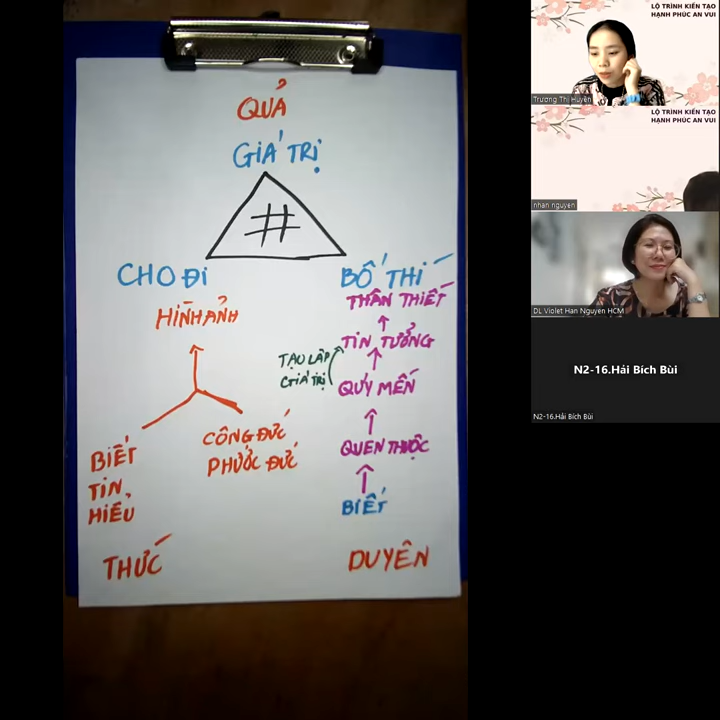 QUẢ
GIÁ TRỊ
#
CHO ĐI
BỐ THÍ
HÌNH ẢNH
THÂN THIẾT
TIN TƯỞNG
TẠO LẬP
GIÁ TRỊ
QUÝ MẾN
CÔNG ĐỨC
PHƯỚC ĐỨC
QUEN THUỘC
BIẾT
TIN
HIỂU
BIẾT
THỨC
DUYÊN
LỘ TRÌNH KIẾN TẠO
HẠNH PHÚC AN VUI
Trương Thị Huyền
LỘ TRÌNH KIẾN TẠO
HẠNH PHÚC AN VUI
nhan nguyen
DL Violet Han Nguyen HCM
N2-16.Hải Bích Bùi
N2-16.Hải Bích Bùi